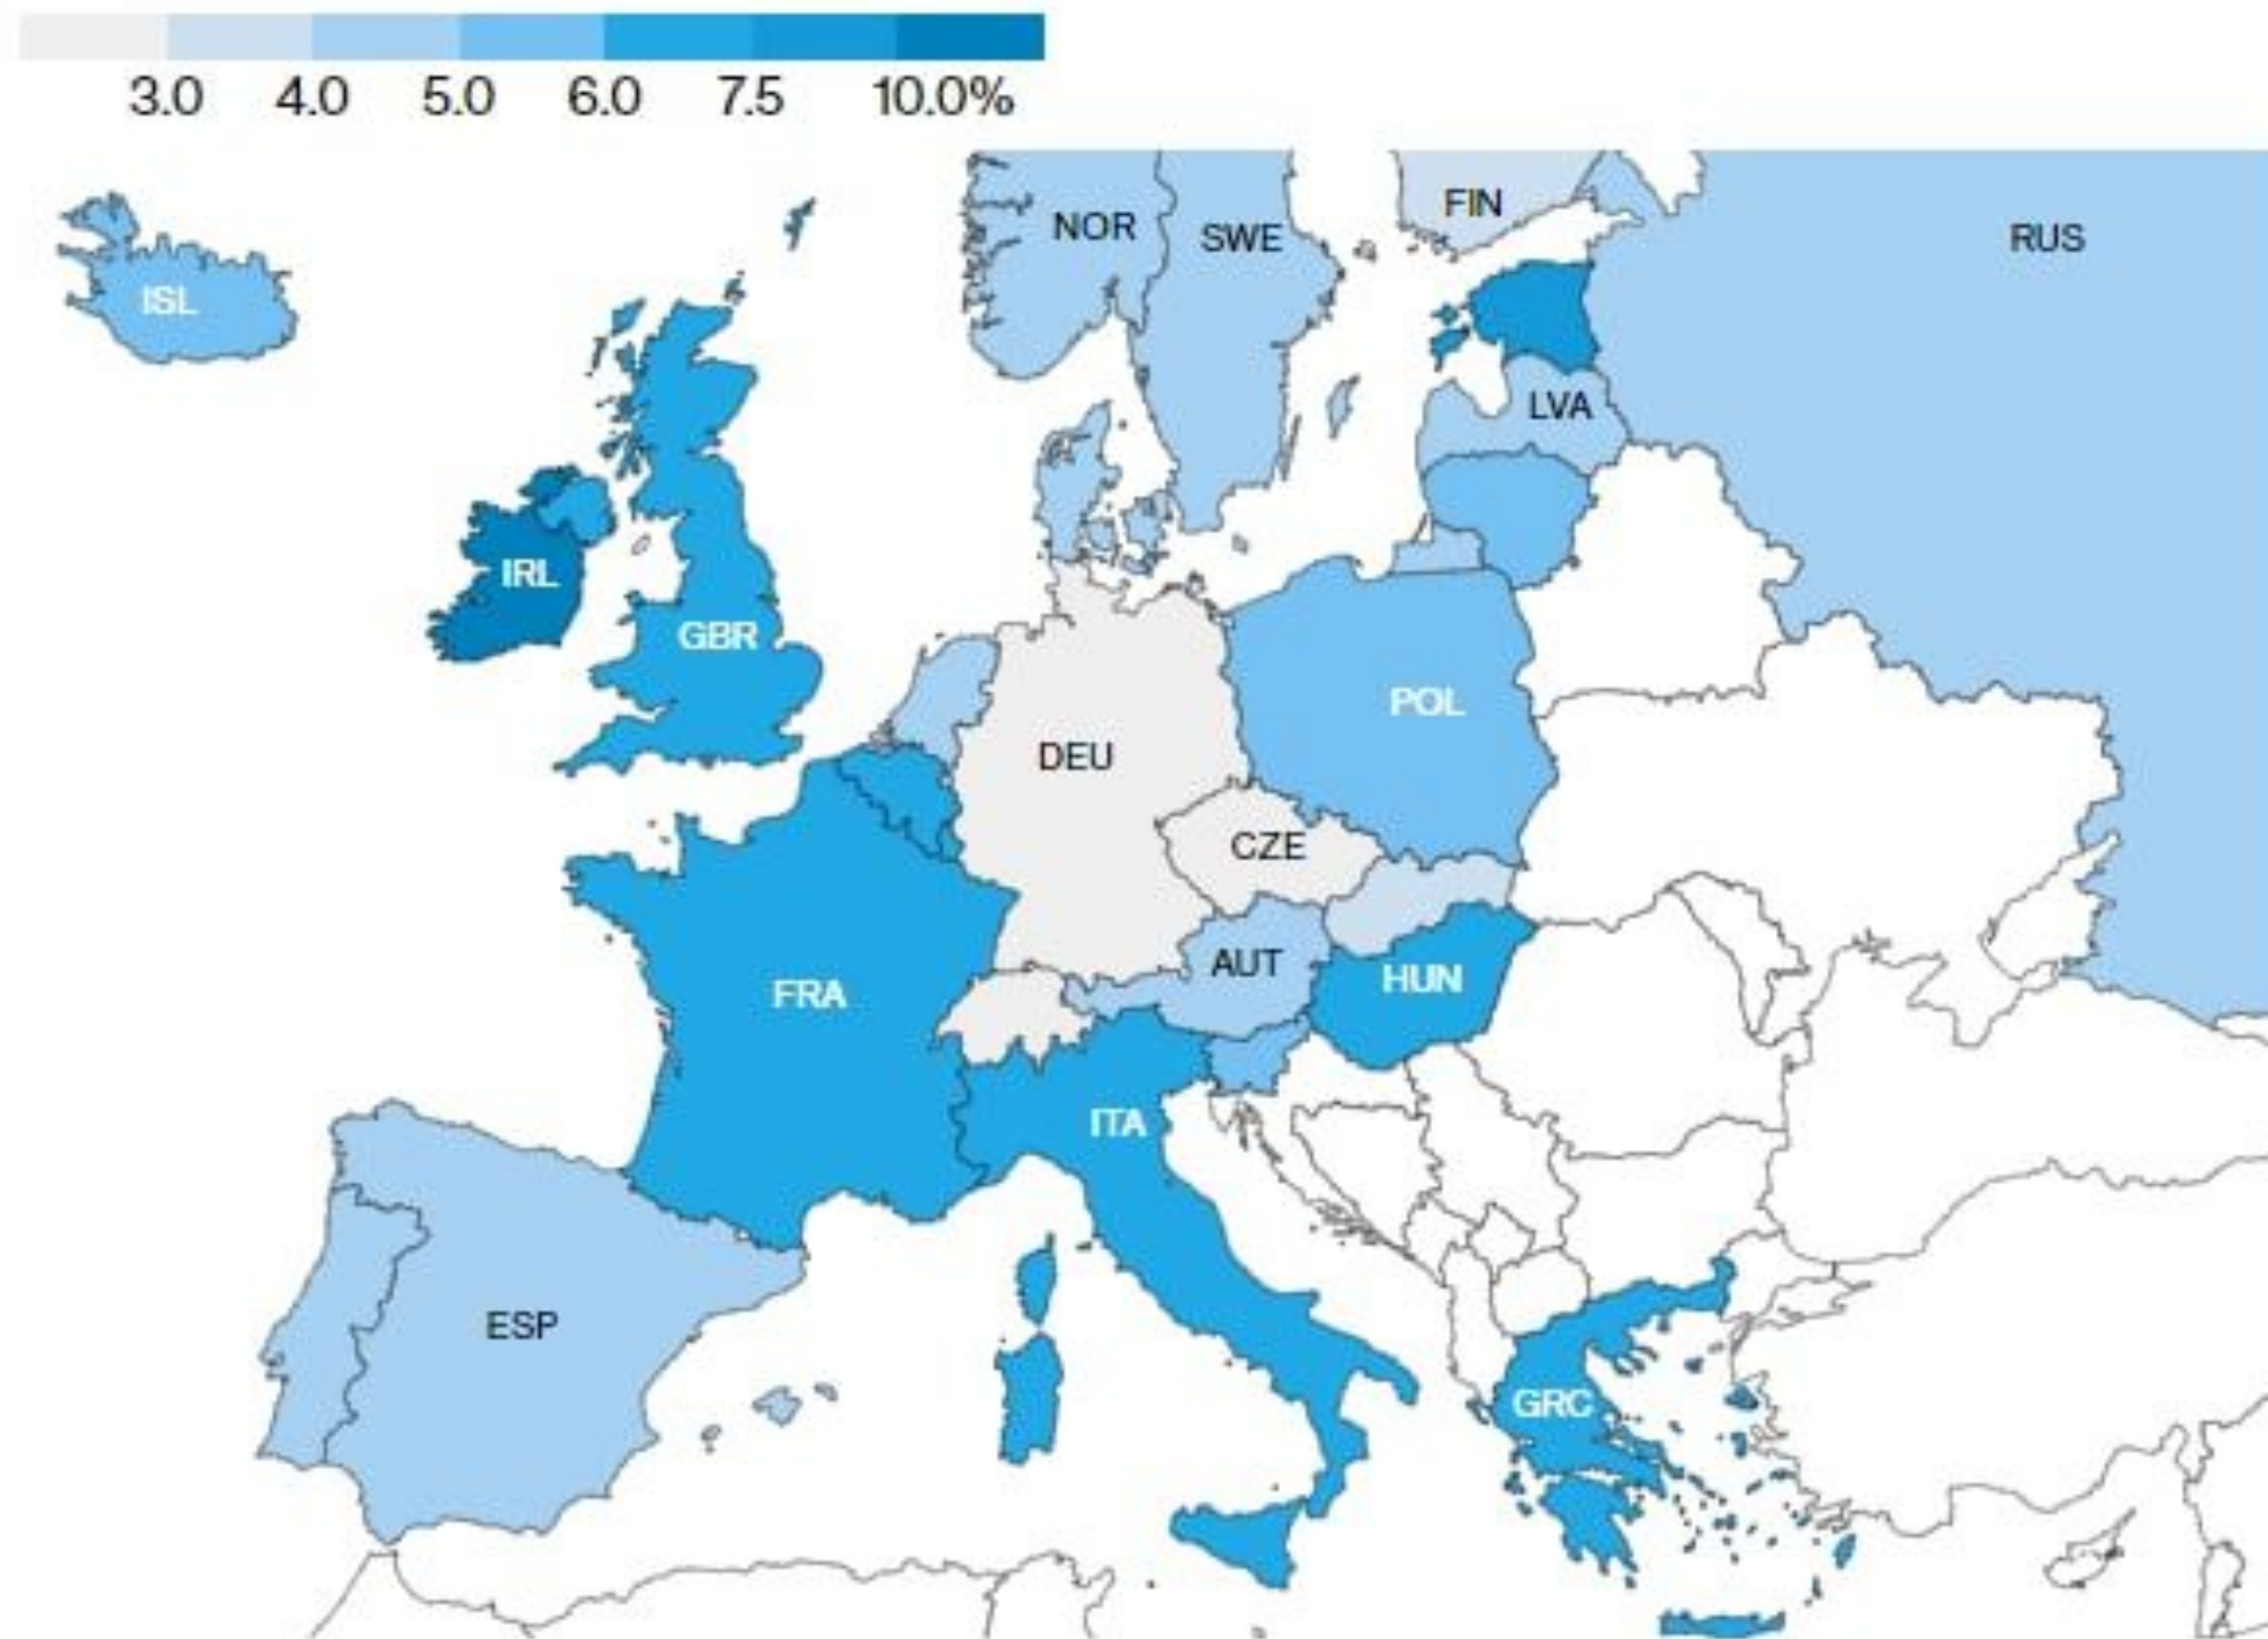 3.0 4.0 5.0 6.0 7.5 10.0%
FIN
NOR SWE RUS
ISL
LVA
IRL
GBR
POL
DEU
CZE
AUT
HUN
FRA
ITA
ESP
GRC